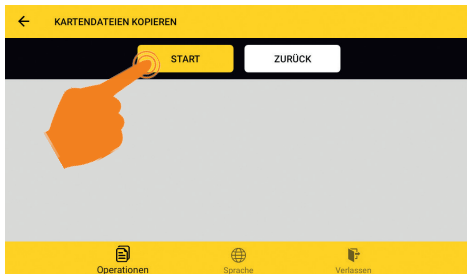 KARTENDATEIEN KOPIEREN
START ZURÜCK
Operationen Sprache Verlassen